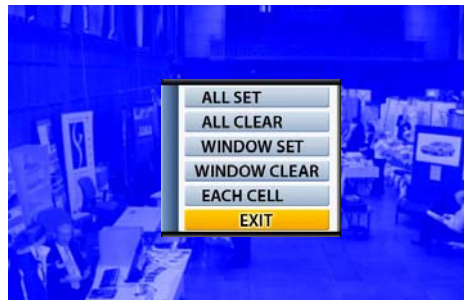 ALL SET
ALL CLEAR
WINDOW SET
WINDOW CLEAR
EACH CELL
EXIT